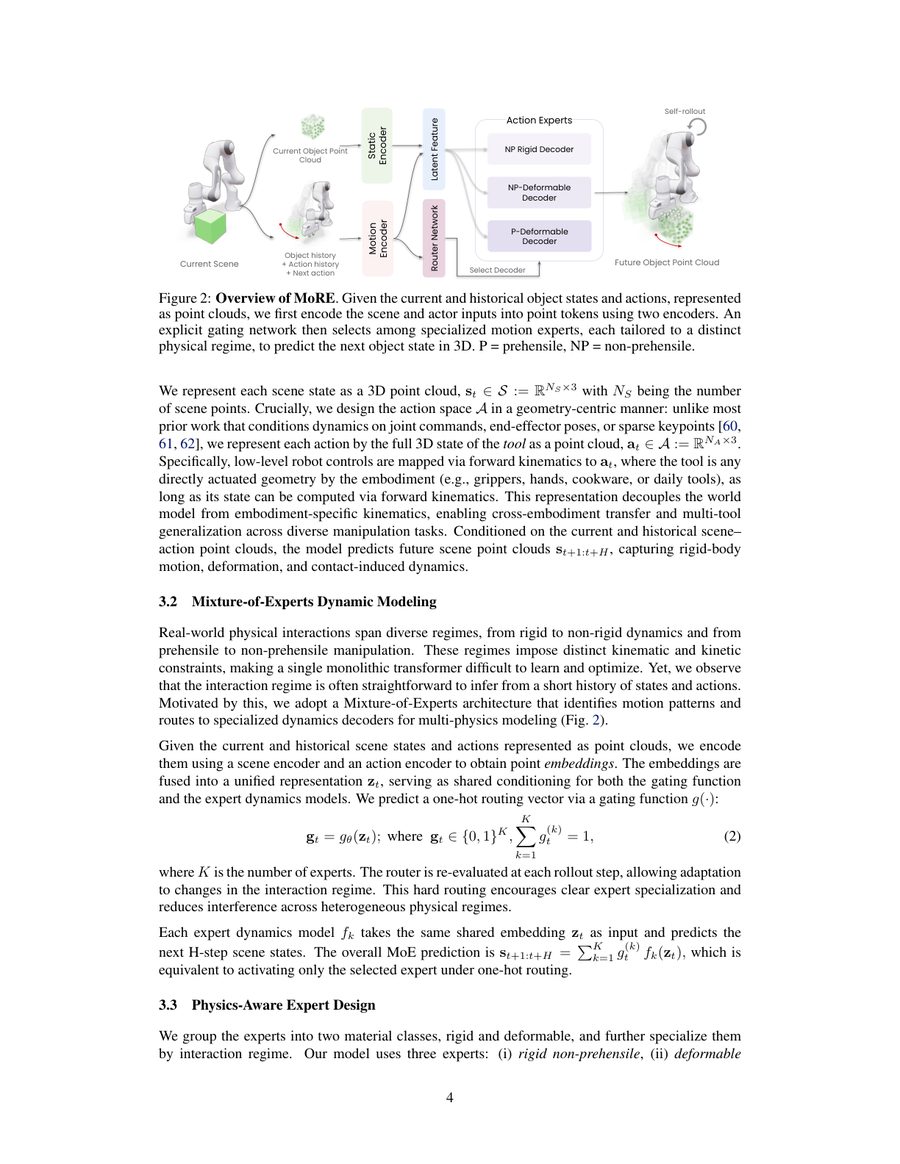 Self-rollout
Current Object Point
Cloud
Static
Encoder
Latent Feature
Action Experts
NP Rigid Decoder
NP-Deformable
Decoder
P-Deformable
Decoder
Current Scene
Object history
+ Action history
+ Next action
Motion
Encoder
Router Network
Select Decoder
Future Object Point Cloud
Figure 2: Overview of MoRE. Given the current and historical object states and actions, represented
as point clouds, we first encode the scene and actor inputs into point tokens using two encoders. An
explicit gating network then selects among specialized motion experts, each tailored to a distinct
physical regime, to predict the next object state in 3D. P = prehensile, NP = non-prehensile.
We represent each scene state as a 3D point cloud, s_t ∈ 𝒮 := ℝ^{N_S×3} with N_S being the number
of scene points. Crucially, we design the action space 𝒜 in a geometry-centric manner: unlike most
prior work that conditions dynamics on joint commands, end-effector poses, or sparse keypoints [60,
61, 62], we represent each action by the full 3D state of the tool as a point cloud, a_t ∈ 𝒜 := ℝ^{N_A×3}.
Specifically, low-level robot controls are mapped via forward kinematics to a_t, where the tool is any
directly actuated geometry by the embodiment (e.g., grippers, hands, cookware, or daily tools), as
long as its state can be computed via forward kinematics. This representation decouples the world
model from embodiment-specific kinematics, enabling cross-embodiment transfer and multi-tool
generalization across diverse manipulation tasks. Conditioned on the current and historical scene–
action point clouds, the model predicts future scene point clouds s_{t+1:t+H}, capturing rigid-body
motion, deformation, and contact-induced dynamics.
3.2 Mixture-of-Experts Dynamic Modeling
Real-world physical interactions span diverse regimes, from rigid to non-rigid dynamics and from
prehensile to non-prehensile manipulation. These regimes impose distinct kinematic and kinetic
constraints, making a single monolithic transformer difficult to learn and optimize. Yet, we observe
that the interaction regime is often straightforward to infer from a short history of states and actions.
Motivated by this, we adopt a Mixture-of-Experts architecture that identifies motion patterns and
routes to specialized dynamics decoders for multi-physics modeling (Fig. 2).
Given the current and historical scene states and actions represented as point clouds, we encode
them using a scene encoder and an action encoder to obtain point embeddings. The embeddings are
fused into a unified representation z_t, serving as shared conditioning for both the gating function
and the expert dynamics models. We predict a one-hot routing vector via a gating function g(·):
g_t = g_θ(z_t); where g_t ∈ {0, 1}^K, ∑_{k=1}^{K} g_t^{(k)} = 1, (2)
where K is the number of experts. The router is re-evaluated at each rollout step, allowing adaptation
to changes in the interaction regime. This hard routing encourages clear expert specialization and
reduces interference across heterogeneous physical regimes.
Each expert dynamics model f_k takes the same shared embedding z_t as input and predicts the
next H-step scene states. The overall MoE prediction is s_{t+1:t+H} = ∑_{k=1}^{K} g_t^{(k)} f_k(z_t), which is
equivalent to activating only the selected expert under one-hot routing.
3.3 Physics-Aware Expert Design
We group the experts into two material classes, rigid and deformable, and further specialize them
by interaction regime. Our model uses three experts: (i) rigid non-prehensile, (ii) deformable
4